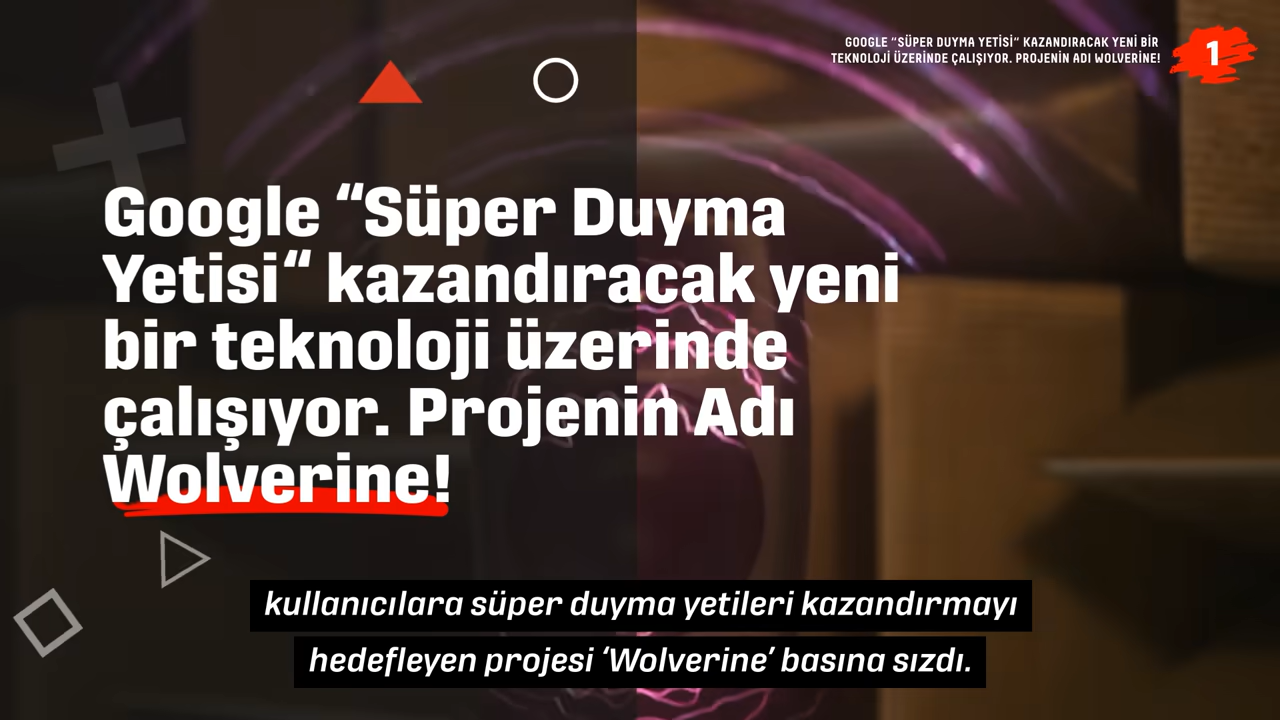 GOOGLE “SÜPER DUYMA YETİSİ“ KAZANDIRACAK YENİ BİR
TEKNOLOJİ ÜZERİNDE ÇALIŞIYOR. PROJENİN ADI WOLVERINE!
1
Google “Süper Duyma
Yetisi“ kazandıracak yeni
bir teknoloji üzerinde
çalışıyor. Projenin Adı
Wolverine!
kullanıcılara süper duyma yetileri kazandırmayı
hedefleyen projesi ‘Wolverine’ basına sızdı.